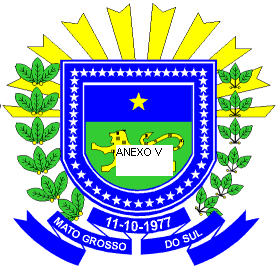 ANEXO V
11-10-1977
MATO GROSSO DO SUL